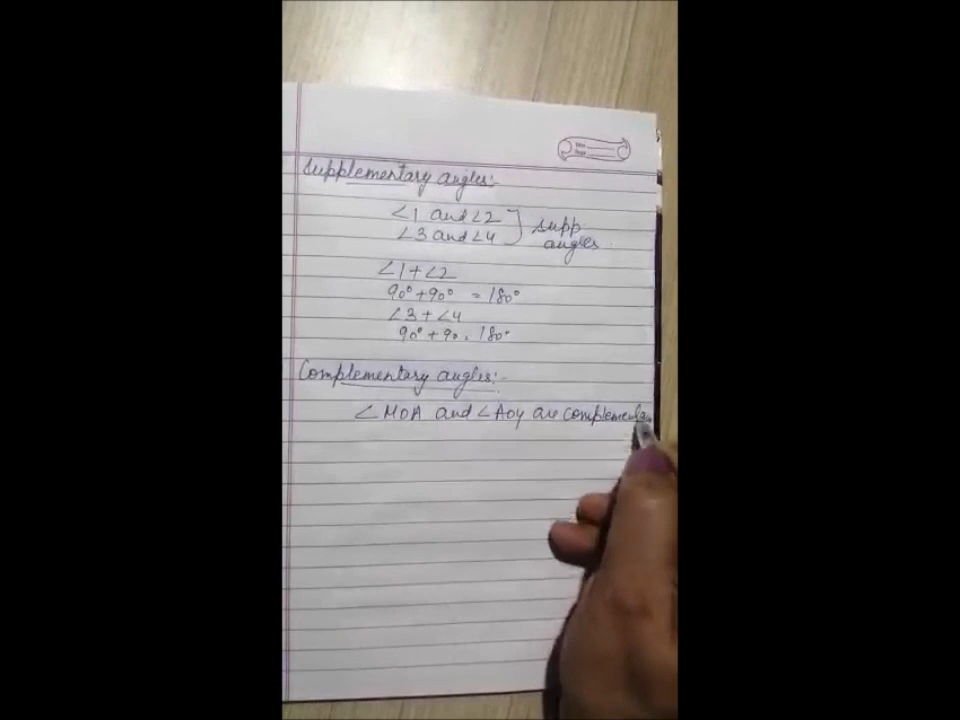 Supplementary angles:-
∠1 and ∠2
∠3 and ∠4
supp
angles
∠1+∠2
90°+90° = 180°
∠3+∠4
90°+90 = 180°
Complementary angles:-
∠MOA and ∠AOY are